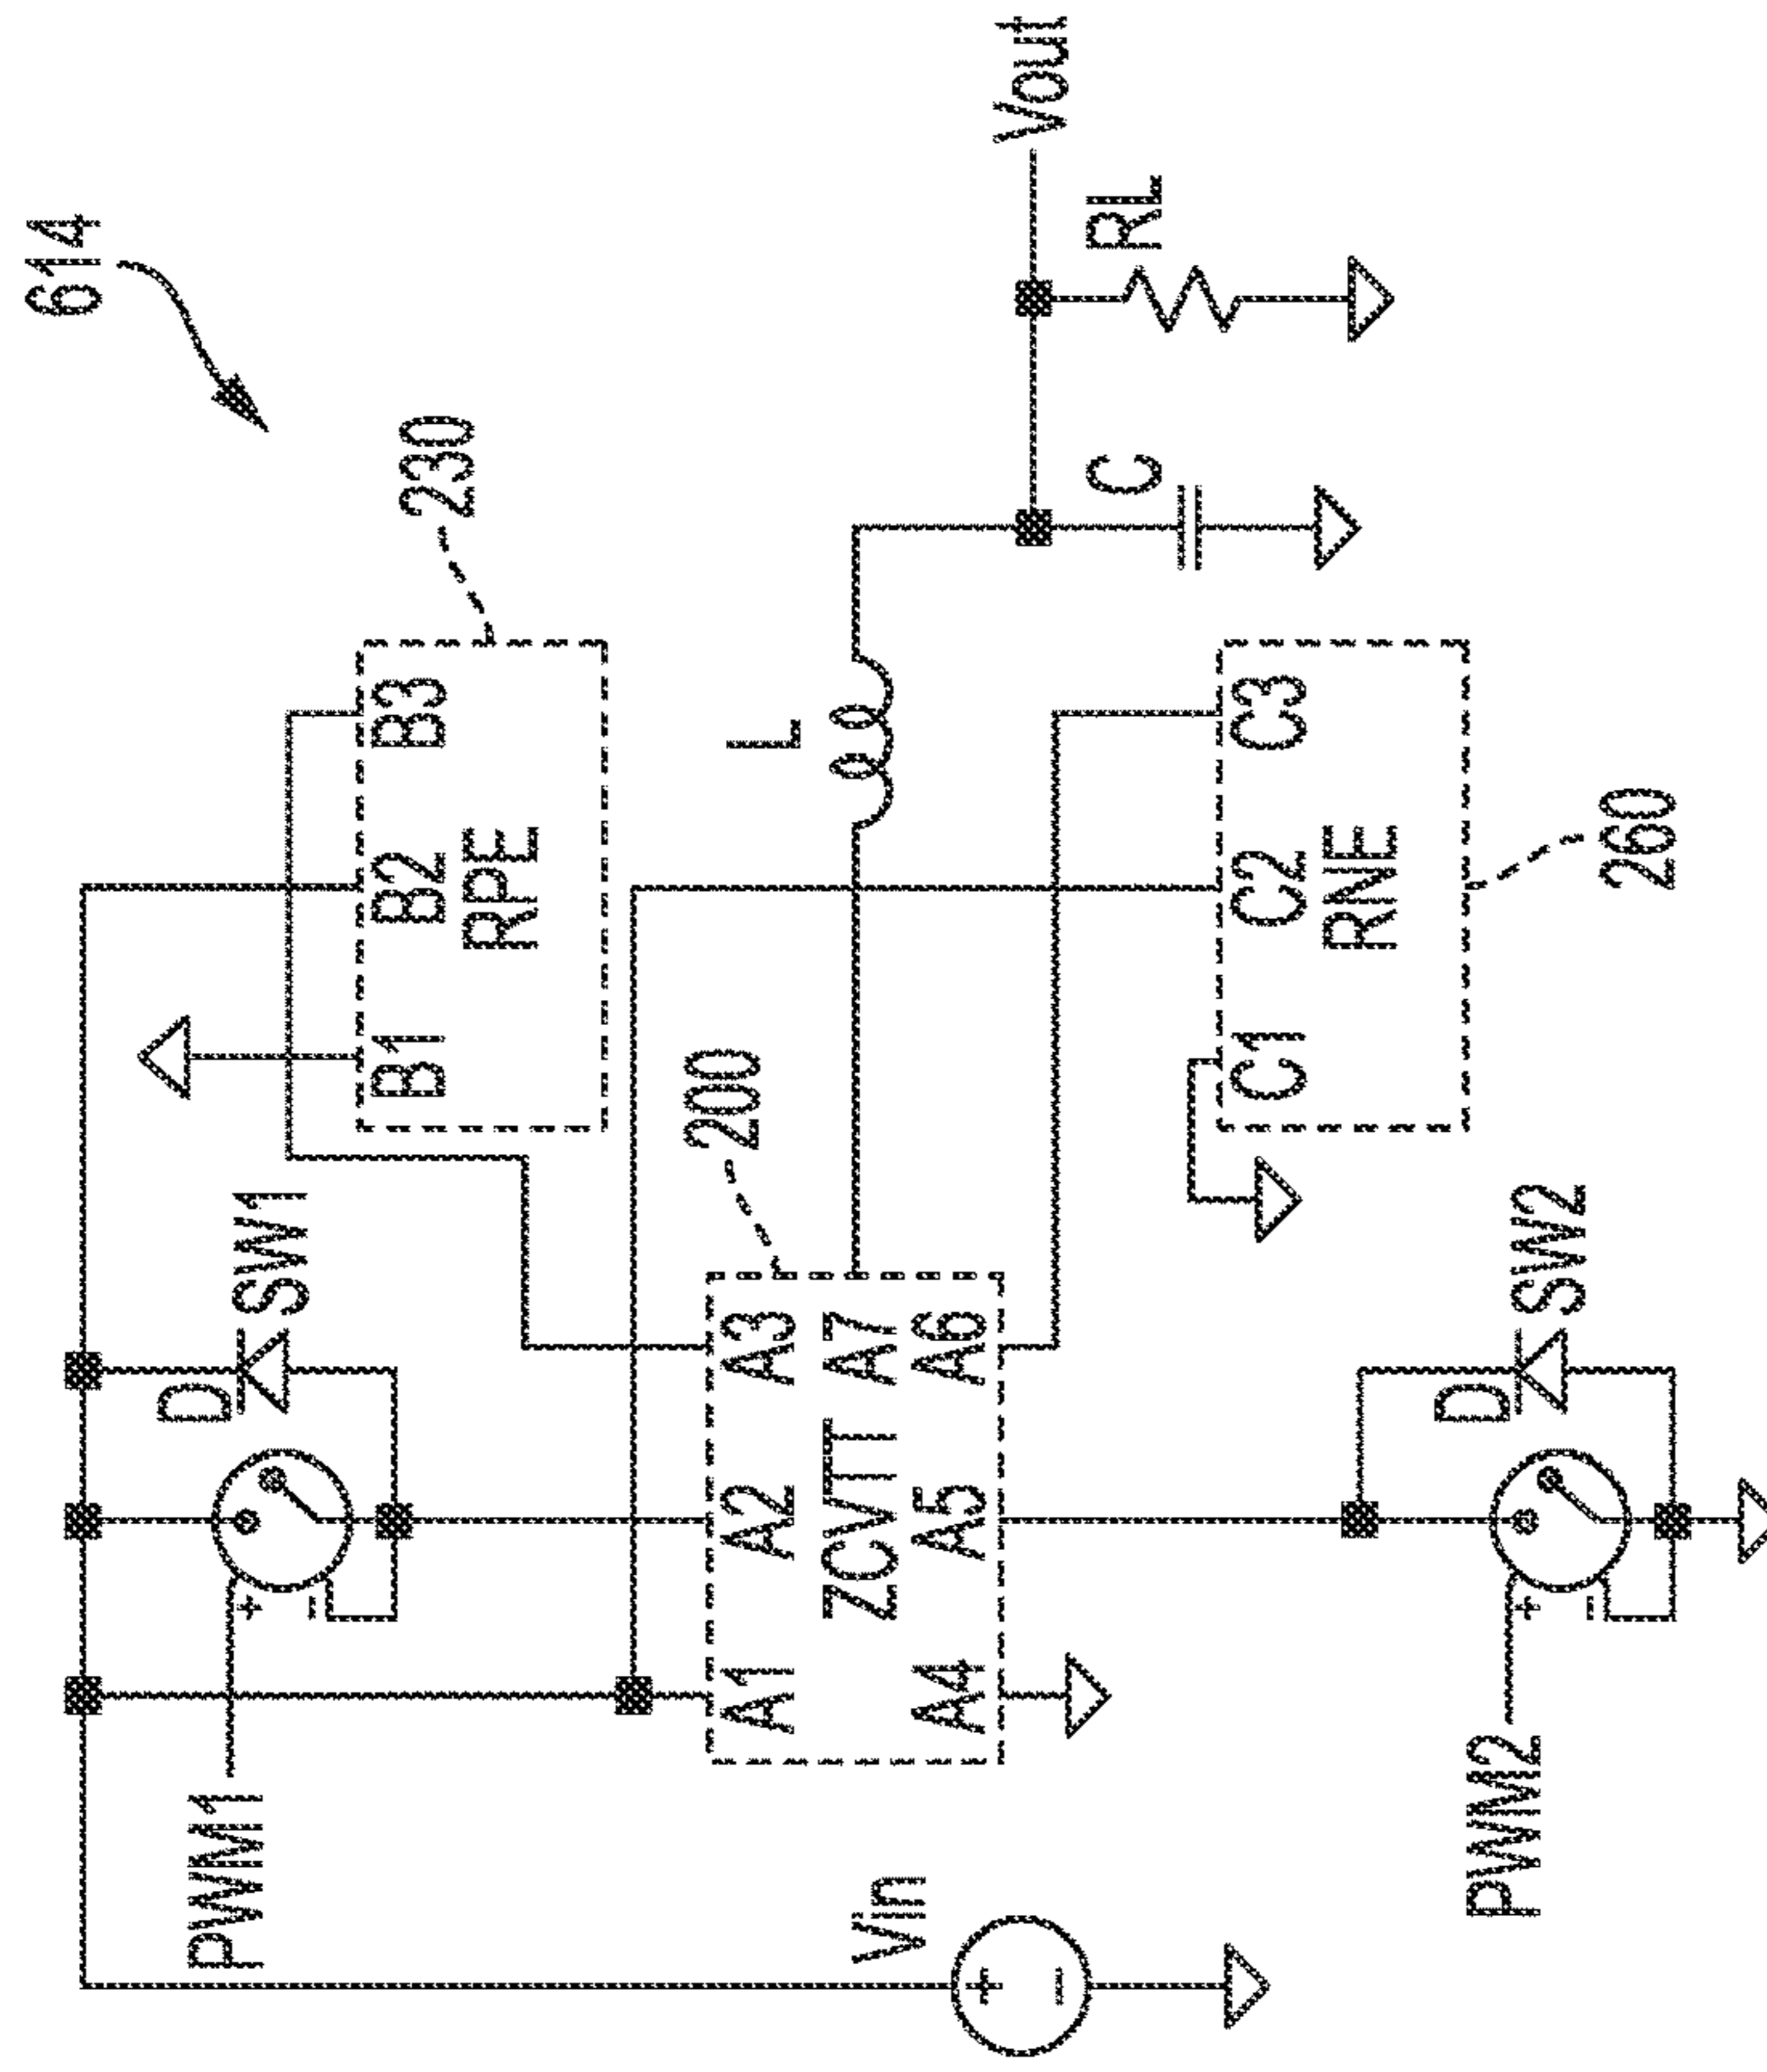 614
PWM1
+
−
D
SW1
B1 B2 B3
RPE
230
Vin
+
−
A1 A2 A3
ZCVTT A7
A4 A5 A6
200
L
Vout
C
RL
C1 C2 C3
RNE
260
PWM2
+
−
D
SW2